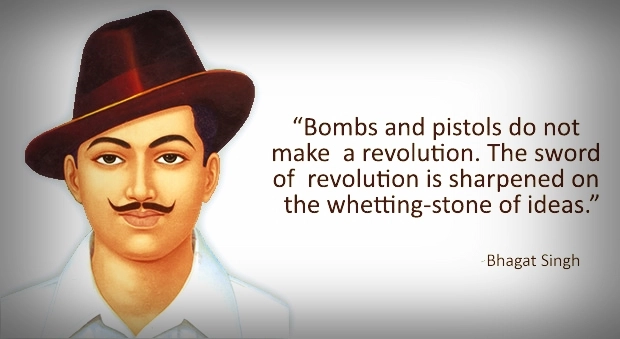 “Bombs and pistols do not
make a revolution. The sword
of revolution is sharpened on
the whetting-stone of ideas.”
-Bhagat Singh